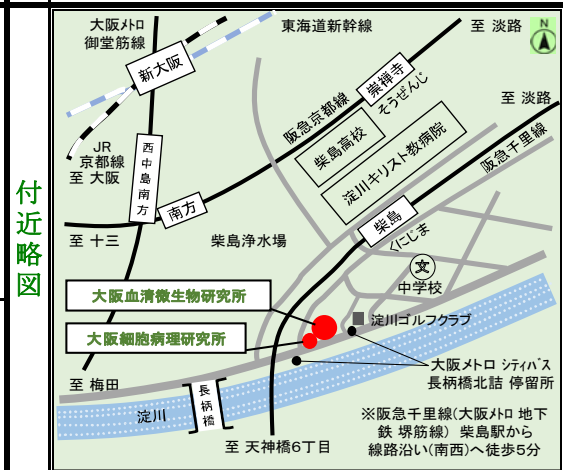 付近略図
大阪メトロ
御堂筋線
東海道新幹線
至 淡路
N
新大阪
崇禅寺
そうぜんじ
阪急京都線
至 淡路
柴島高校
淀川キリスト教病院
阪急千里線
JR
京都線
至 大阪
西中島南方
南方
柴島
くにじま
至 十三
柴島浄水場
文
中学校
大阪血清微生物研究所
淀川ゴルフクラブ
大阪細胞病理研究所
大阪メトロ シティバス
長柄橋北詰 停留所
至 梅田
長柄橋
淀川
※阪急千里線(大阪メトロ 地下
鉄 堺筋線) 柴島駅から
線路沿い(南西)へ徒歩5分
至 天神橋6丁目